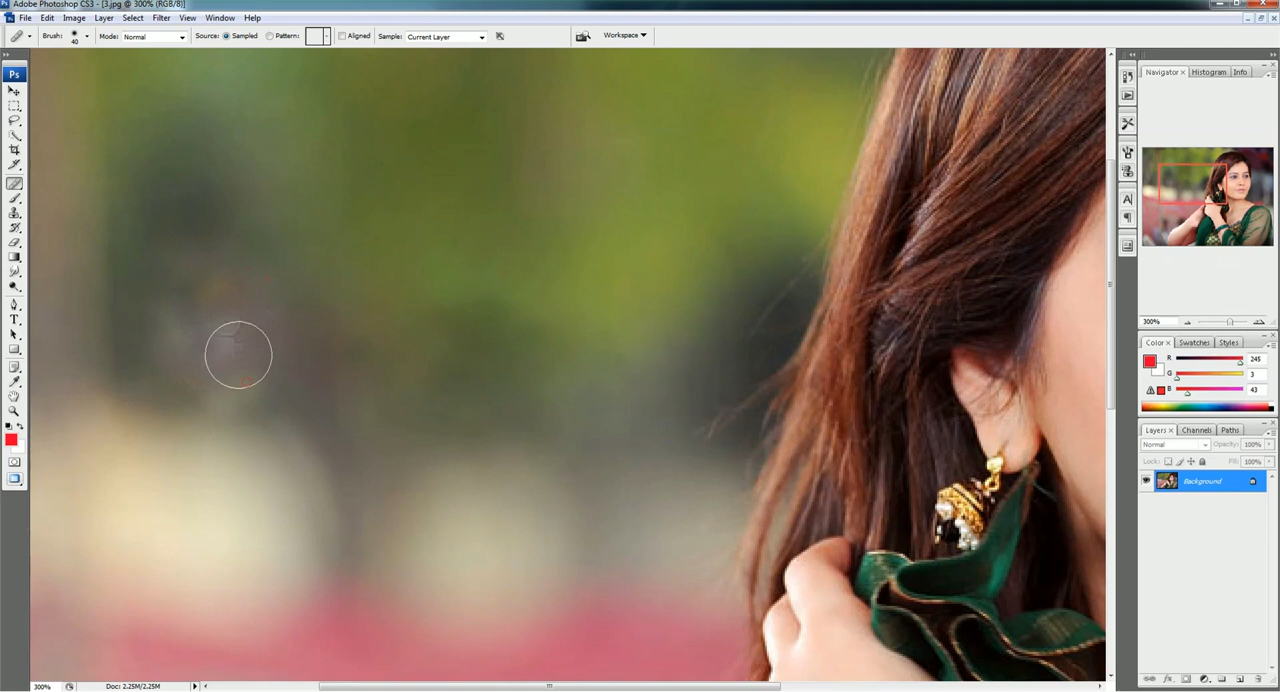 Adobe Photoshop CS3 - [3.jpg @ 300% (RGB/8)]
File Edit Image Layer Select Filter View Window Help
Brush: 40 Mode: Normal Source: Sampled Pattern: Aligned Sample: Current Layer Workspace
Ps
Navigator Histogram Info
300%
Color Swatches Styles
R 245
G 3
B 43
Layers Channels Paths
Normal Opacity: 100%
Lock: Fill: 100%
Background
300% Doc: 2.25M/2.25M